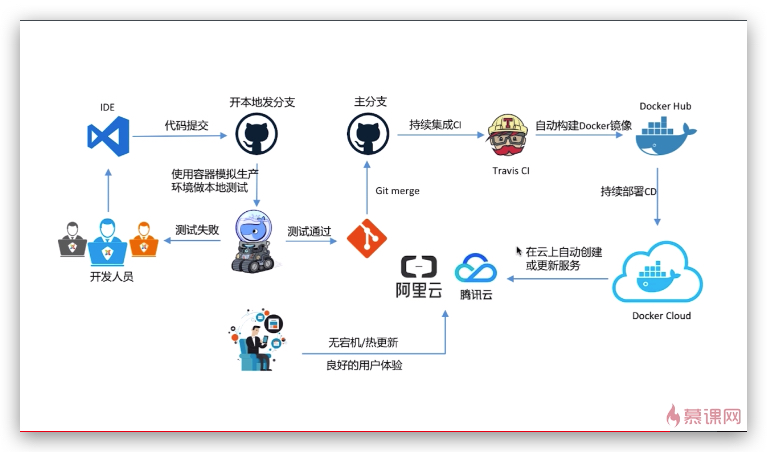 IDE
代码提交
开本地发分支
主分支
持续集成CI
Travis CI
自动构建Docker镜像
Docker Hub
使用容器模拟生产
环境做本地测试
Git merge
持续部署CD
开发人员
测试失败
测试通过
阿里云
腾讯云
在云上自动创建
或更新服务
Docker Cloud
无宕机/热更新
良好的用户体验
慕课网